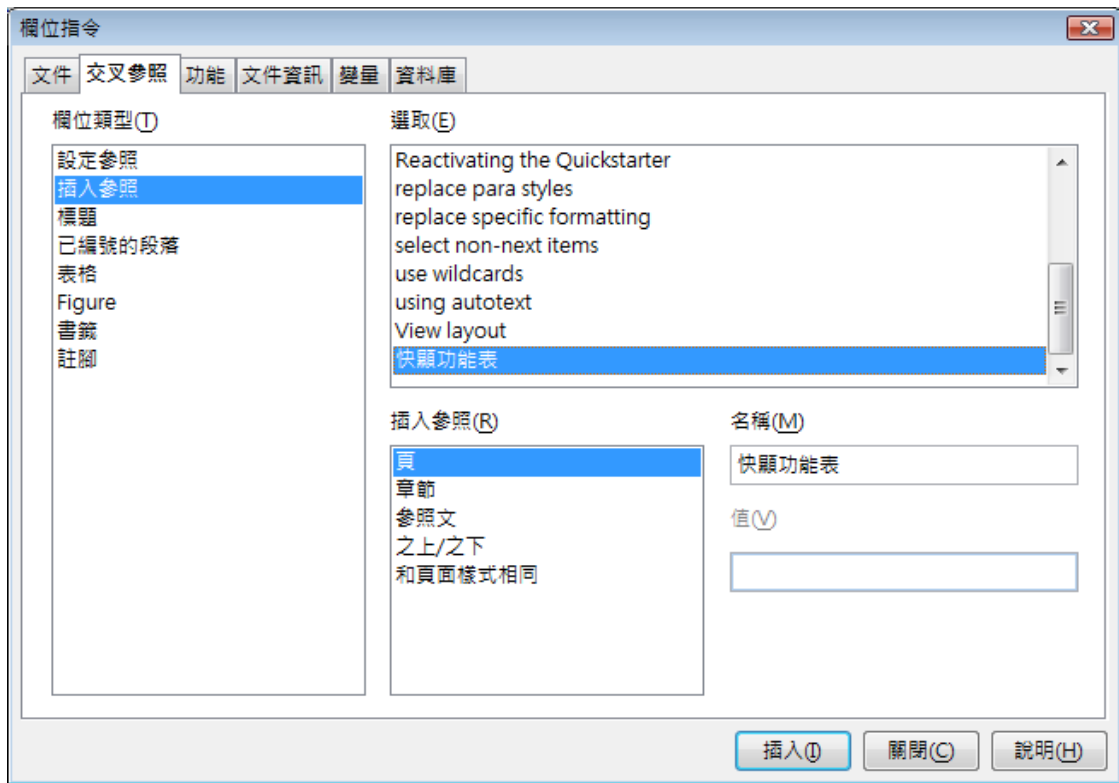 欄位指令
文件 交叉參照 功能 文件資訊 變量 資料庫
欄位類型(T)
設定參照
插入參照
標題
已編號的段落
表格
Figure
書籤
註腳
選取(E)
Reactivating the Quickstarter
replace para styles
replace specific formatting
select non-next items
use wildcards
using autotext
View layout
快顯功能表
插入參照(R)
頁
章節
參照文
之上/之下
和頁面樣式相同
名稱(M)
快顯功能表
值(V)
插入(I) 關閉(C) 說明(H)